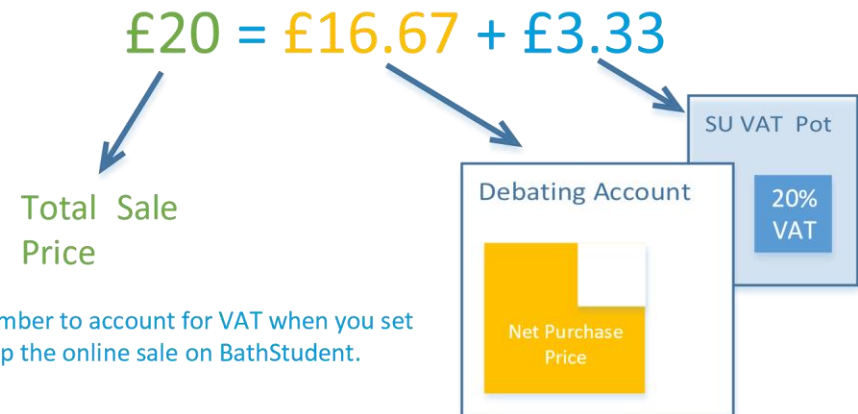 £20 = £16.67 + £3.33
SU VAT Pot
20%
VAT
Debating Account
Net Purchase
Price
Total Sale
Price
mber to account for VAT when you set
p the online sale on BathStudent.